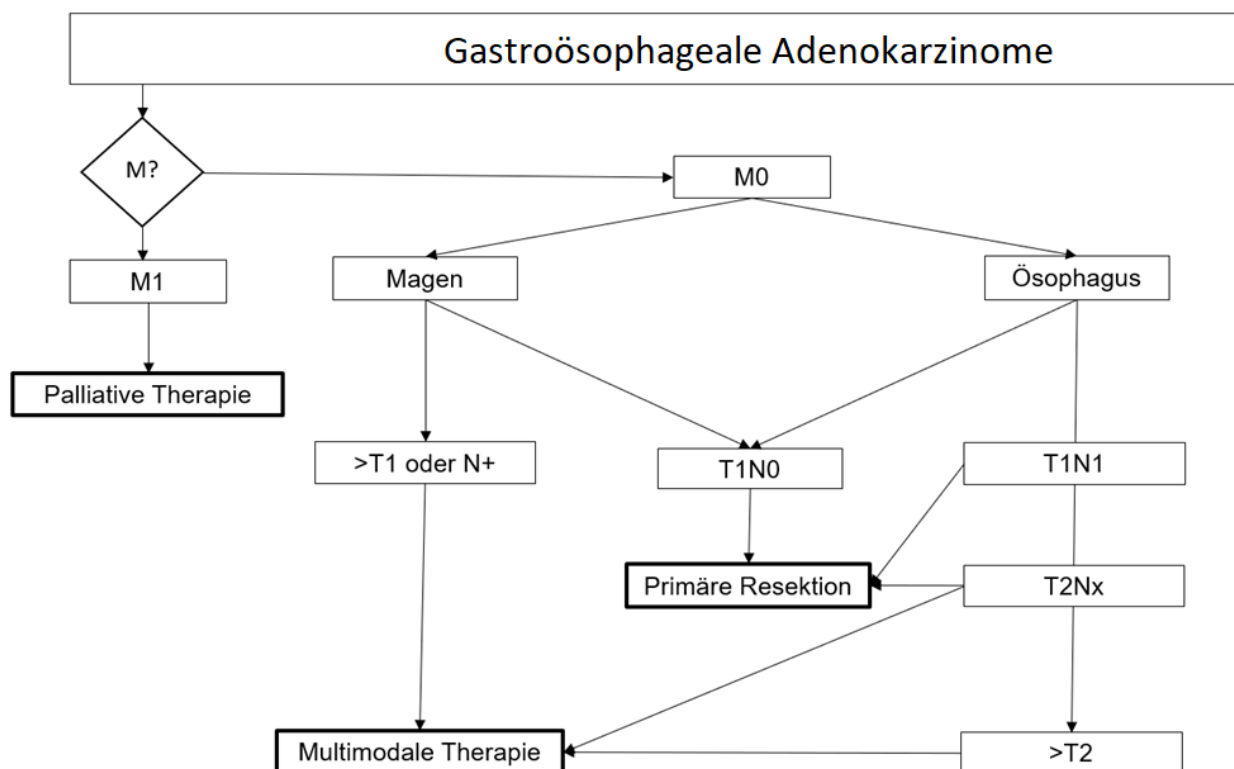 Gastroösophageale Adenokarzinome
M?
M0
M1
Magen
Ösophagus
Palliative Therapie
>T1 oder N+
T1N0
T1N1
Primäre Resektion
T2Nx
Multimodale Therapie
>T2